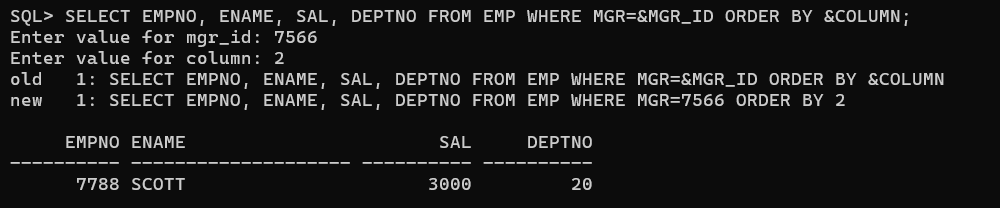 SQL> SELECT EMPNO, ENAME, SAL, DEPTNO FROM EMP WHERE MGR=&MGR_ID ORDER BY &COLUMN;
Enter value for mgr_id: 7566
Enter value for column: 2
old   1: SELECT EMPNO, ENAME, SAL, DEPTNO FROM EMP WHERE MGR=&MGR_ID ORDER BY &COLUMN
new   1: SELECT EMPNO, ENAME, SAL, DEPTNO FROM EMP WHERE MGR=7566 ORDER BY 2

     EMPNO ENAME                       SAL     DEPTNO
---------- -------------------- ---------- ----------
      7788 SCOTT                      3000         20